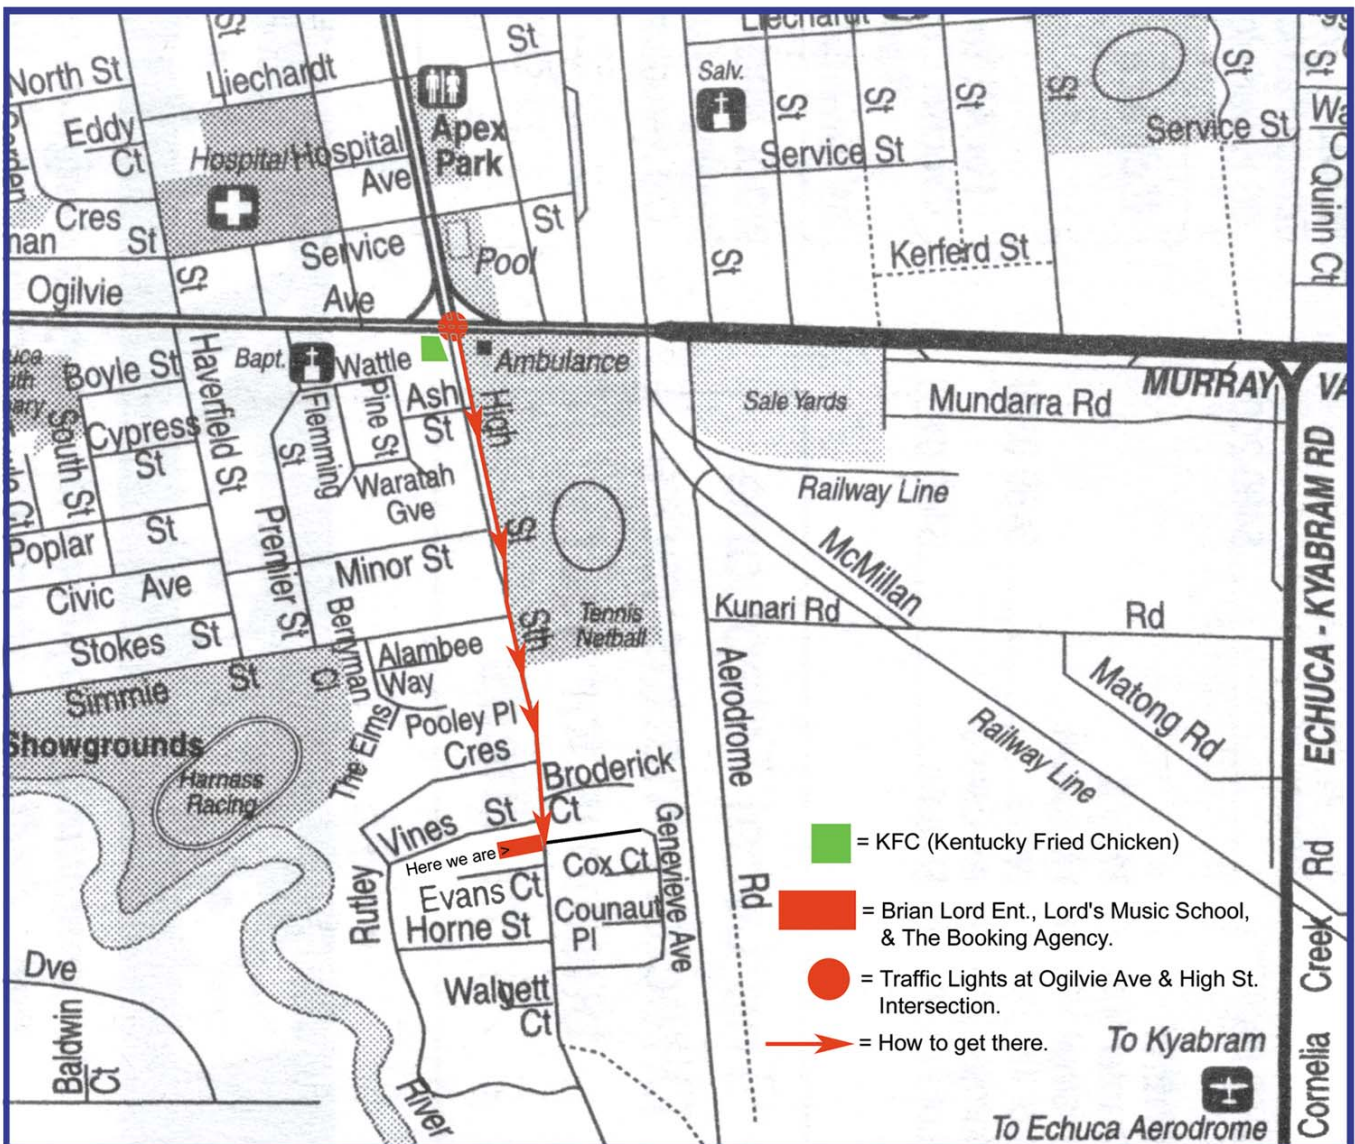 St
Liechardt
St
North St
Liechardt
Eddy
Ct
Hospital
Hospital
Ave
Apex
Park
Salv.
St
St
St
St
St
Service St
Service St
St
Quinn Ct
Cres
St
Service
St
Pool
St
Kerferd St
St
Ogilvie
Ave
Boyle St
Haverfield St
Bapt.
Wattle
Ambulance
Ash
St
High
Sale Yards
Mundarra Rd
MURRAY
South St
Cypress
St
Flemming
St
Pine St
Waratah
Gve
Railway Line
ECHUCA - KYABRAM RD
Poplar
St
Premier St
Minor St
St
McMillan
Civic Ave
Kunari Rd
Rd
Stokes St
Berryman
Cl
Alambee
Way
Sth
Tennis
Netball
Aerodrome
Rd
Matong Rd
Simmie
St
The Elms
Pooley Pl
Cres
Railway Line
Showgrounds
Harness
Racing
Broderick
Ct
Vines St
Here we are >
Cox Ct
Genevieve Ave
Rutley
Evans Ct
Counaut
Pl
Horne St
Walgett
Ct
Dve
Baldwin
Ct
River
= KFC (Kentucky Fried Chicken)
= Brian Lord Ent., Lord's Music School,
& The Booking Agency.
= Traffic Lights at Ogilvie Ave & High St.
Intersection.
= How to get there.
To Kyabram
To Echuca Aerodrome
Cornelia Creek Rd